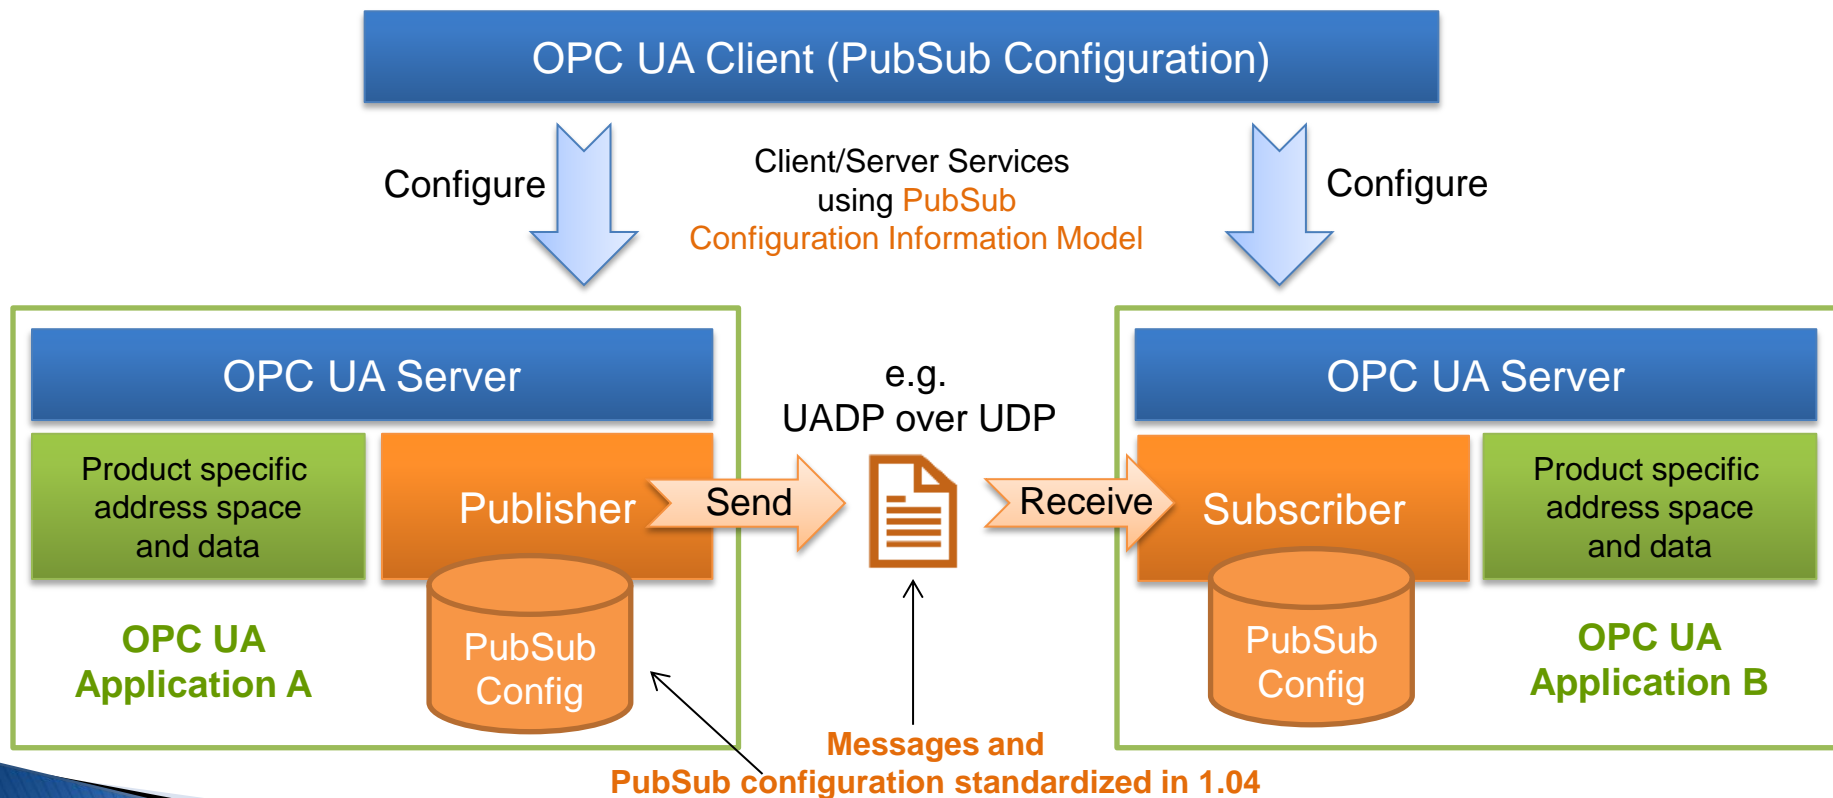 OPC UA Client (PubSub Configuration)
Configure
Client/Server Services
using PubSub
Configuration Information Model
Configure
OPC UA Server
Product specific
address space
and data
Publisher
PubSub
Config
OPC UA
Application A
Send
e.g.
UADP over UDP
Receive
OPC UA Server
Subscriber
PubSub
Config
Product specific
address space
and data
OPC UA
Application B
Messages and
PubSub configuration standardized in 1.04